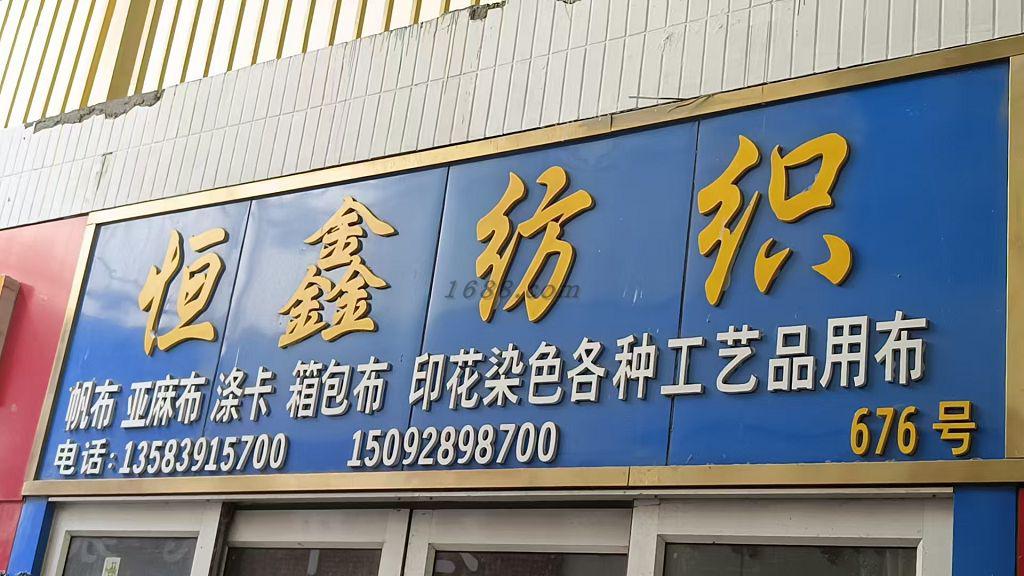 恒鑫纺织
1688.com
帆布 亚麻布 涤卡 箱包布 印花染色各种工艺品用布
电话:13583915700 15092898700
676号